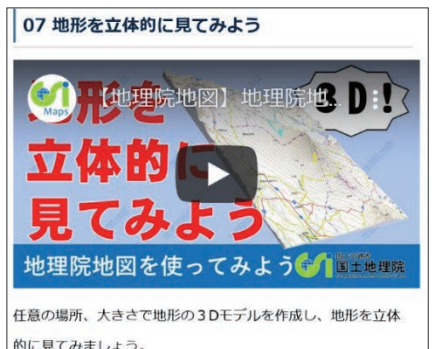 07 地形を立体的に見てみよう
【地理院地図】地理院地...
3D!
Maps
地形を
立体的に
見てみよう
地理院地図を使ってみよう
国土地理院
任意の場所、大きさで地形の3Dモデルを作成し、地形を立体
的に見てみましょう。